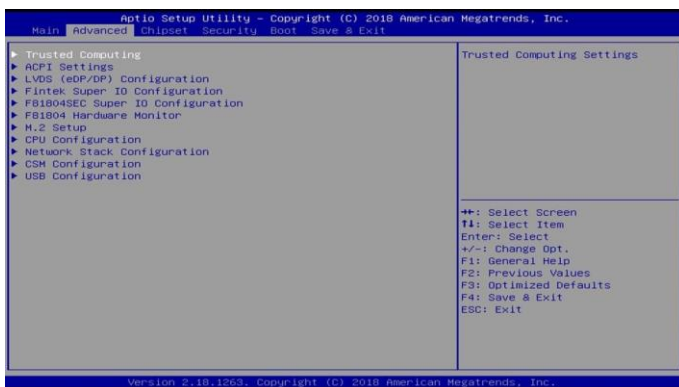 Aptio Setup Utility – Copyright (C) 2018 American Megatrends, Inc.
Main Advanced Chipset Security Boot Save & Exit
▶ Trusted Computing
▶ ACPI Settings
▶ LVDS (eDP/DP) Configuration
▶ Fintek Super IO Configuration
▶ F81804SEC Super IO Configuration
▶ F81804 Hardware Monitor
▶ M.2 Setup
▶ CPU Configuration
▶ Network Stack Configuration
▶ CSM Configuration
▶ USB Configuration
Trusted Computing Settings
→←: Select Screen
↑↓: Select Item
Enter: Select
+/-: Change Opt.
F1: General Help
F2: Previous Values
F3: Optimized Defaults
F4: Save & Exit
ESC: Exit
Version 2.18.1263. Copyright (C) 2018 American Megatrends, Inc.